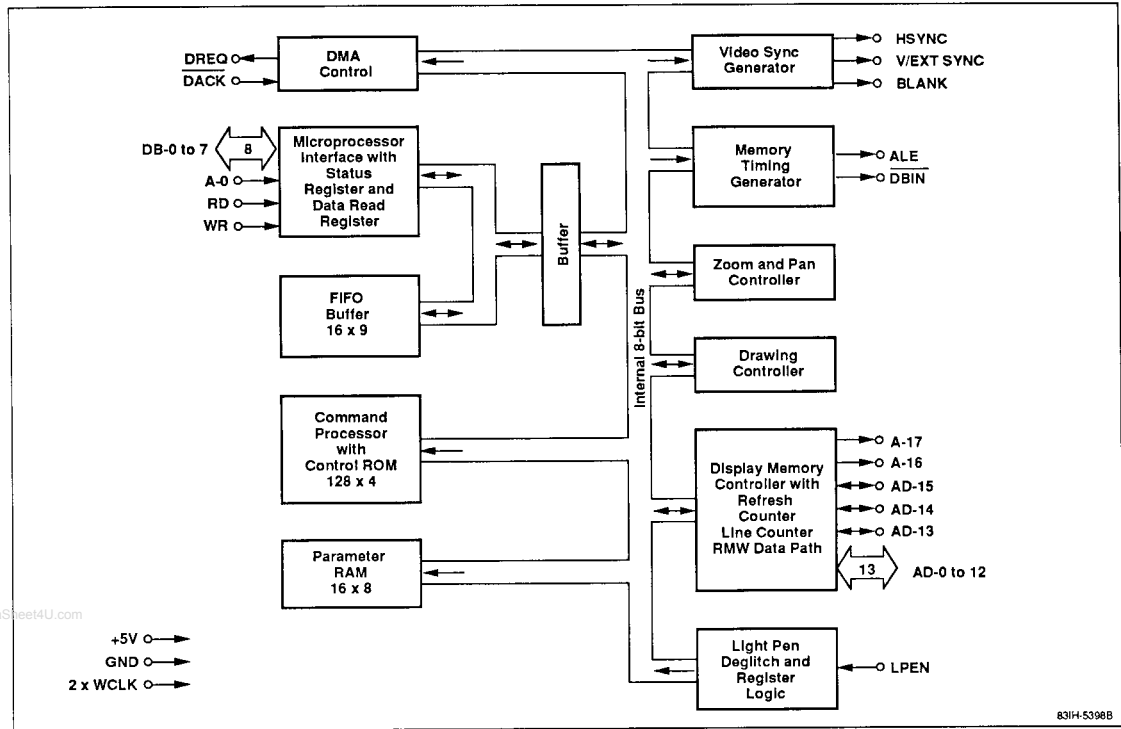 DREQ
DACK
DMA
Control
Video Sync
Generator
HSYNC
V/EXT SYNC
BLANK
DB-0 to 7
8
A-0
RD
WR
Microprocessor
Interface with
Status
Register and
Data Read
Register
Buffer
Memory
Timing
Generator
ALE
DBIN
FIFO
Buffer
16 x 9
Internal 8-bit Bus
Zoom and Pan
Controller
Drawing
Controller
Command
Processor
with
Control ROM
128 x 4
Display Memory
Controller with
Refresh
Counter
Line Counter
RMW Data Path
A-17
A-16
AD-15
AD-14
AD-13
13
AD-0 to 12
Parameter
RAM
16 x 8
Light Pen
Deglitch and
Register
Logic
LPEN
+5V
GND
2 x WCLK
aSheet4U.com
83IH-5398B